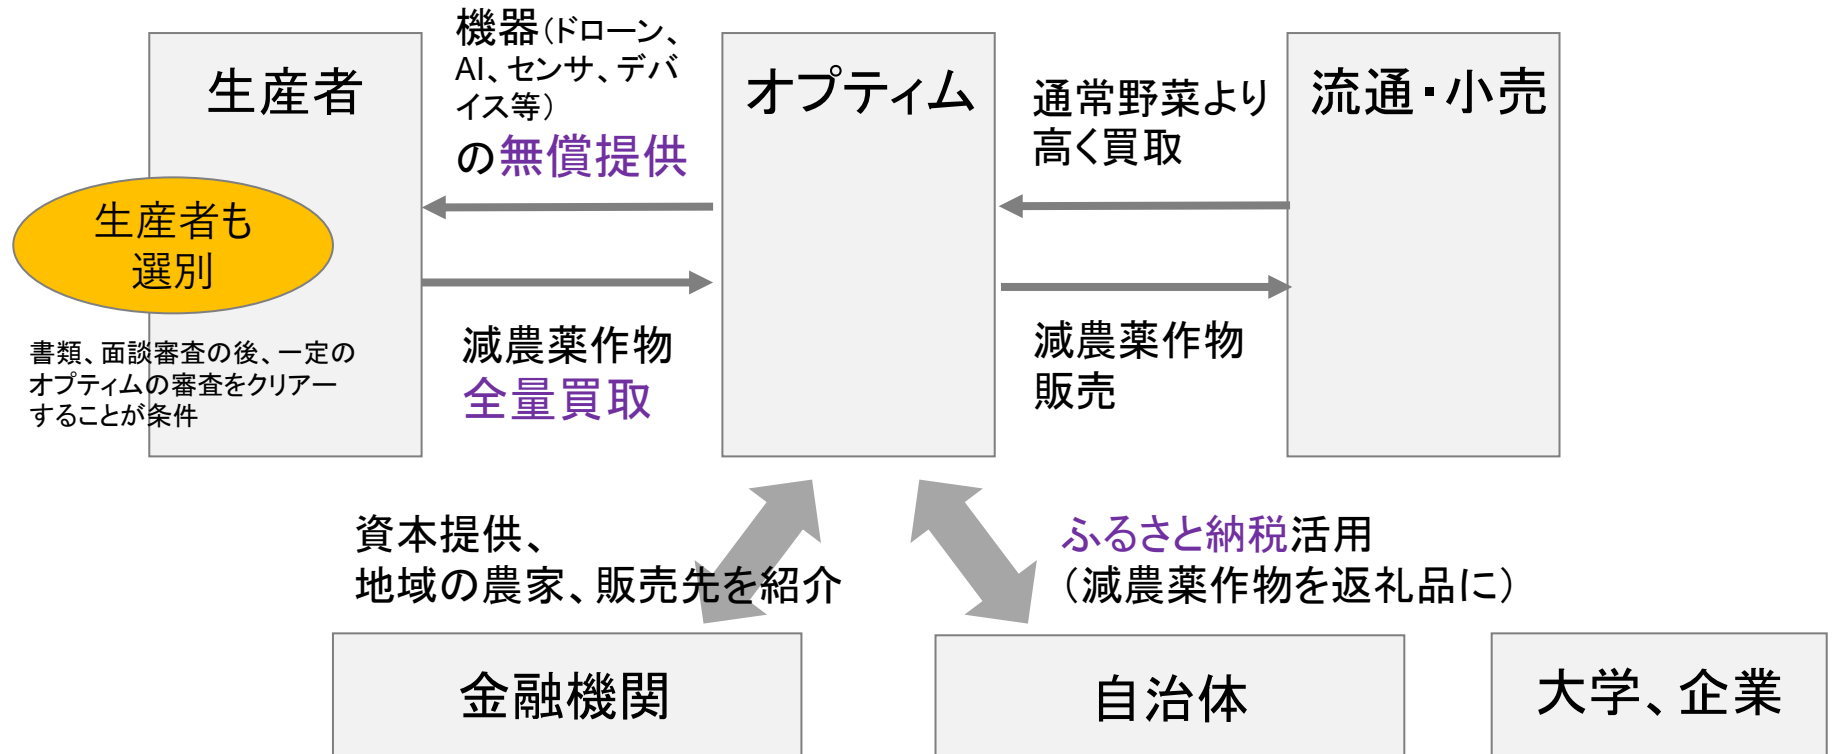 生産者
機器(ドローン、
AI、センサ、デバ
イス等)
の無償提供
オプティム
通常野菜より
高く買取
流通・小売
生産者も
選別
書類、面談審査の後、一定の
オプティムの審査をクリアー
することが条件
減農薬作物
全量買取
減農薬作物
販売
資本提供、
地域の農家、販売先を紹介
ふるさと納税活用
(減農薬作物を返礼品に)
金融機関
自治体
大学、企業